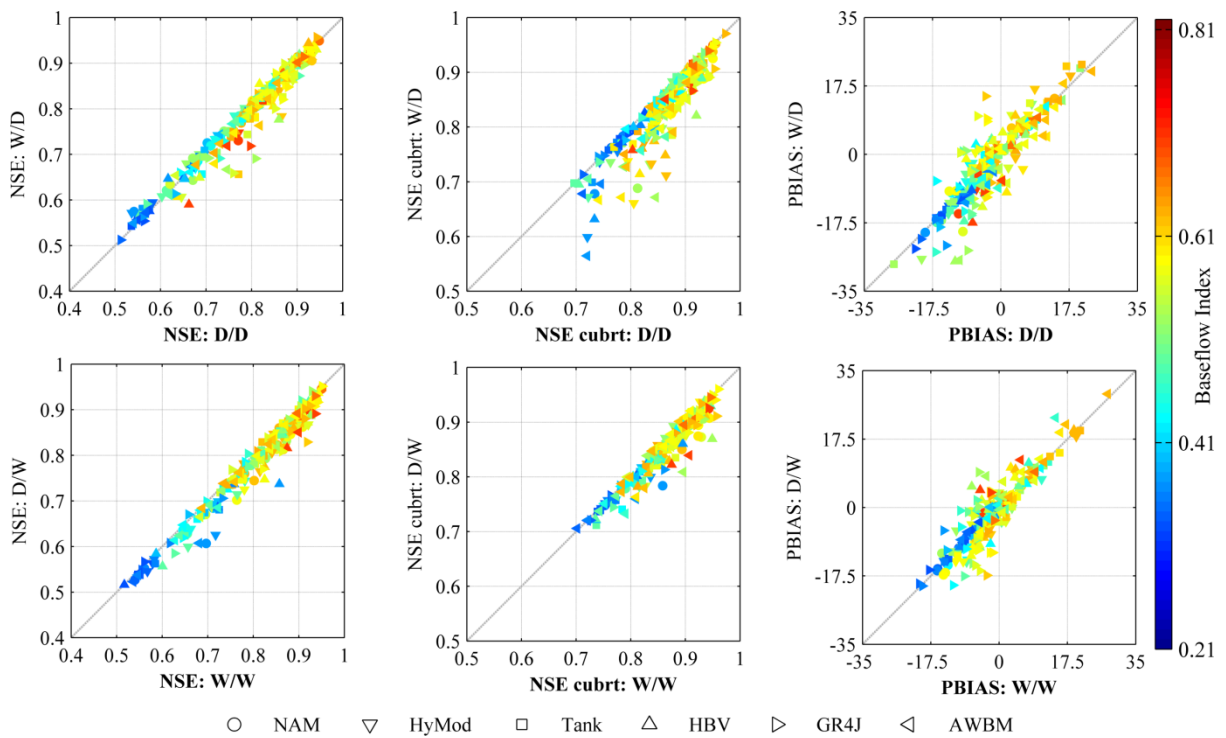 1 1 35
0.9 0.9 17.5
0.8 0.8
0.7 0.7 0
0.6 0.6 -17.5
0.5
0.4 0.5 -35
NSE: W/D NSE cubrt: W/D PBIAS: W/D
0.4 0.5 0.6 0.7 0.8 0.9 1 0.5 0.6 0.7 0.8 0.9 1 -35 -17.5 0 17.5 35
NSE: D/D NSE cubrt: D/D PBIAS: D/D
1 1 35
0.9 0.9 17.5
0.8 0.8
0.7 0.7 0
0.6 0.6 -17.5
0.5
0.4 0.5 -35
NSE: D/W NSE cubrt: D/W PBIAS: D/W
0.4 0.5 0.6 0.7 0.8 0.9 1 0.5 0.6 0.7 0.8 0.9 1 -35 -17.5 0 17.5 35
NSE: W/W NSE cubrt: W/W PBIAS: W/W
0.81
0.61
0.41
0.21
Baseflow Index
NAM HyMod Tank HBV GR4J AWBM